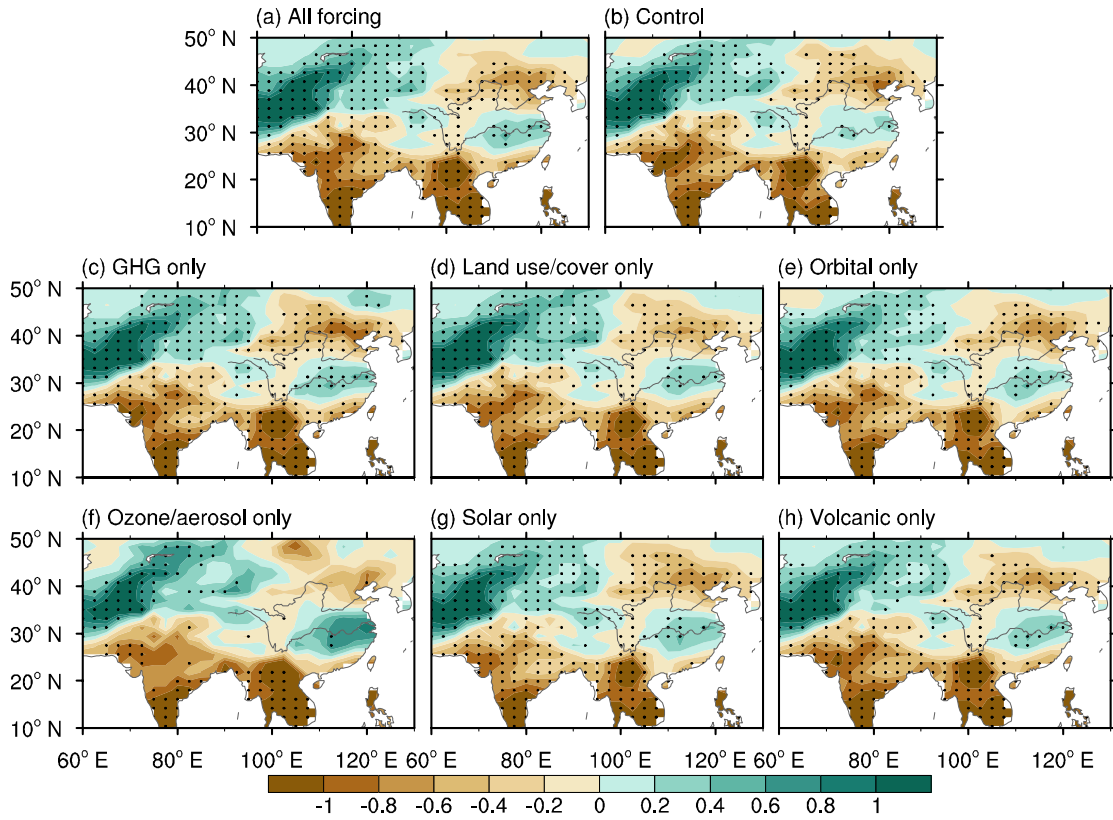 (a) All forcing
(b) Control
50° N
40° N
30° N
20° N
10° N
(c) GHG only
(d) Land use/cover only
(e) Orbital only
50° N
40° N
30° N
20° N
10° N
(f) Ozone/aerosol only
(g) Solar only
(h) Volcanic only
50° N
40° N
30° N
20° N
10° N
60° E 80° E 100° E 120° E 60° E 80° E 100° E 120° E 60° E 80° E 100° E 120° E
-1 -0.8 -0.6 -0.4 -0.2 0 0.2 0.4 0.6 0.8 1